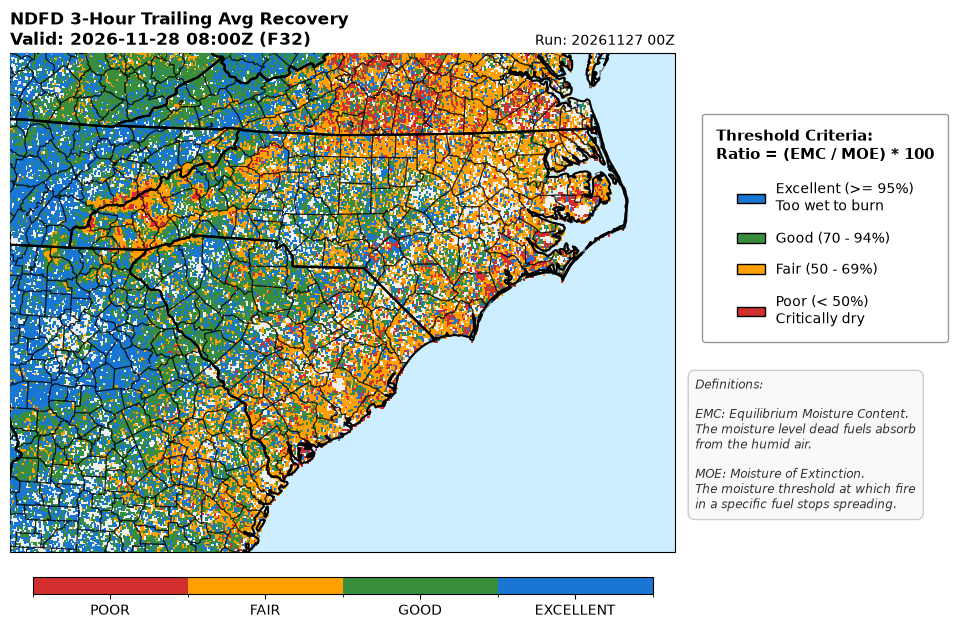 NDFD 3-Hour Trailing Avg Recovery
Valid: 2026-11-28 08:00Z (F32)
Run: 20261127 00Z
Threshold Criteria:
Ratio = (EMC / MOE) * 100
Excellent (>= 95%)
Too wet to burn
Good (70 - 94%)
Fair (50 - 69%)
Poor (< 50%)
Critically dry
Definitions:
EMC: Equilibrium Moisture Content.
The moisture level dead fuels absorb
from the humid air.
MOE: Moisture of Extinction.
The moisture threshold at which fire
in a specific fuel stops spreading.
POOR
FAIR
GOOD
EXCELLENT